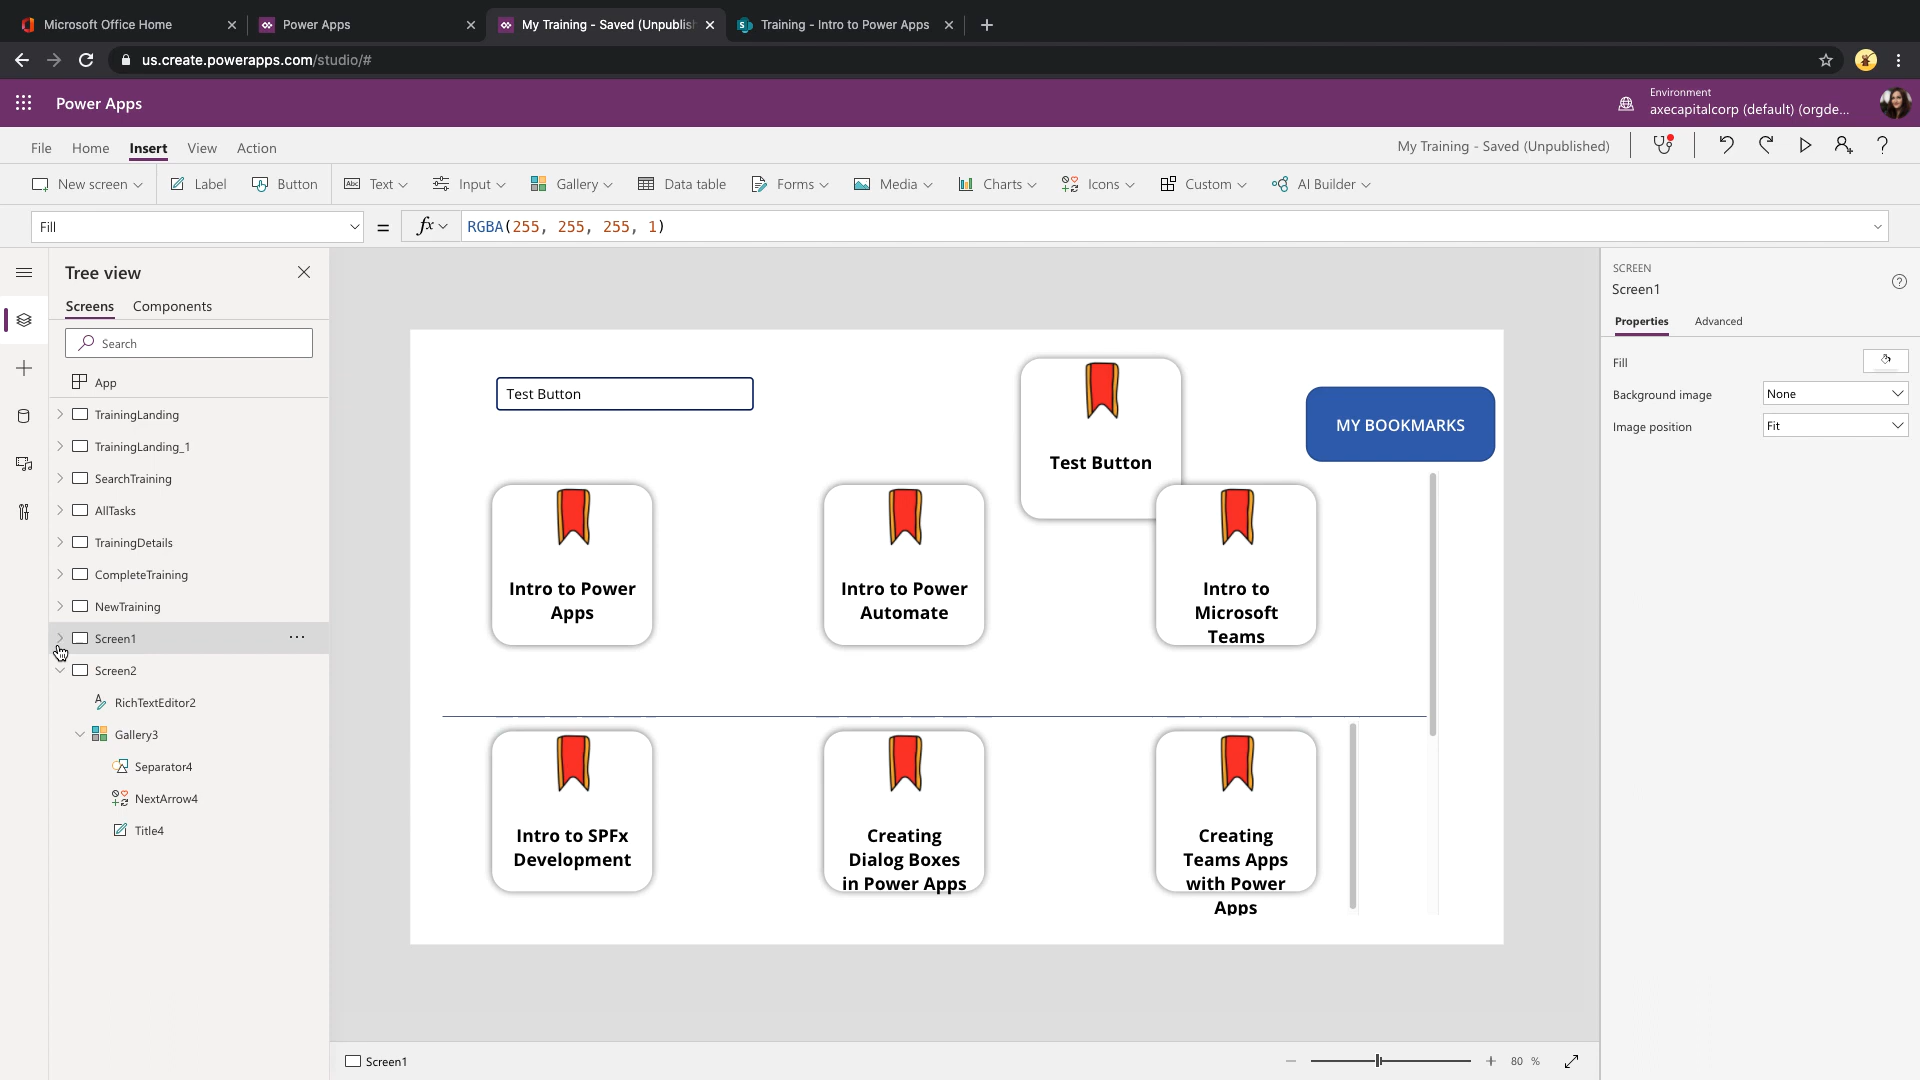 Microsoft Office Home
Power Apps
My Training - Saved (Unpublis
Training - Intro to Power Apps
us.create.powerapps.com/studio/#
Power Apps
Environment
axecapitalcorp (default) (orgde...
File
Home
Insert
View
Action
My Training - Saved (Unpublished)
New screen
Label
Button
Text
Input
Gallery
Data table
Forms
Media
Charts
Icons
Custom
AI Builder
Fill
=
fx
RGBA(255, 255, 255, 1)
Tree view
Screens
Components
Search
App
TrainingLanding
TrainingLanding_1
SearchTraining
AllTasks
TrainingDetails
CompleteTraining
NewTraining
Screen1
Screen2
RichTextEditor2
Gallery3
Separator4
NextArrow4
Title4
Test Button
Test Button
MY BOOKMARKS
Intro to Power
Apps
Intro to Power
Automate
Intro to
Microsoft
Teams
Intro to SPFx
Development
Creating
Dialog Boxes
in Power Apps
Creating
Teams Apps
with Power
Apps
SCREEN
Screen1
Properties
Advanced
Fill
Background image
None
Image position
Fit
Screen1
80 %